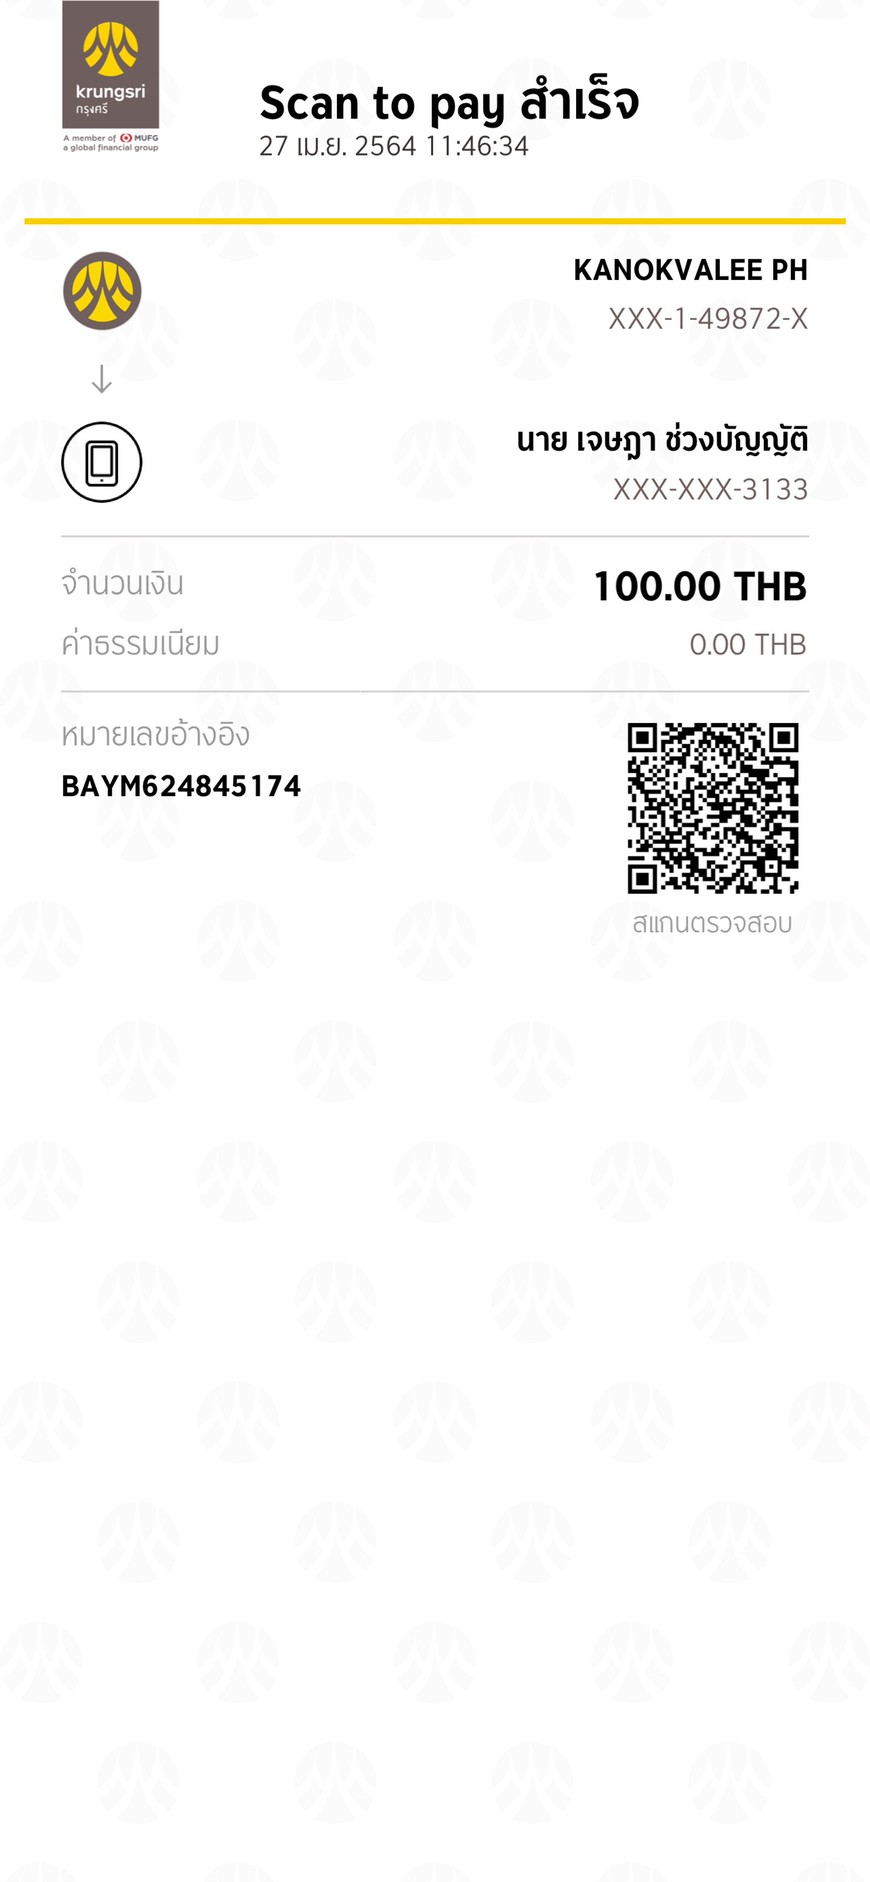 krungsri
กรุงศรี
A member of MUFG
a global financial group
Scan to pay สำเร็จ
27 เม.ย. 2564 11:46:34
KANOKVALEE PH
XXX-1-49872-X
นาย เจษฎา ช่วงบัญญัติ
XXX-XXX-3133
จำนวนเงิน
100.00 THB
ค่าธรรมเนียม
0.00 THB
หมายเลขอ้างอิง
BAYM624845174
สแกนตรวจสอบ